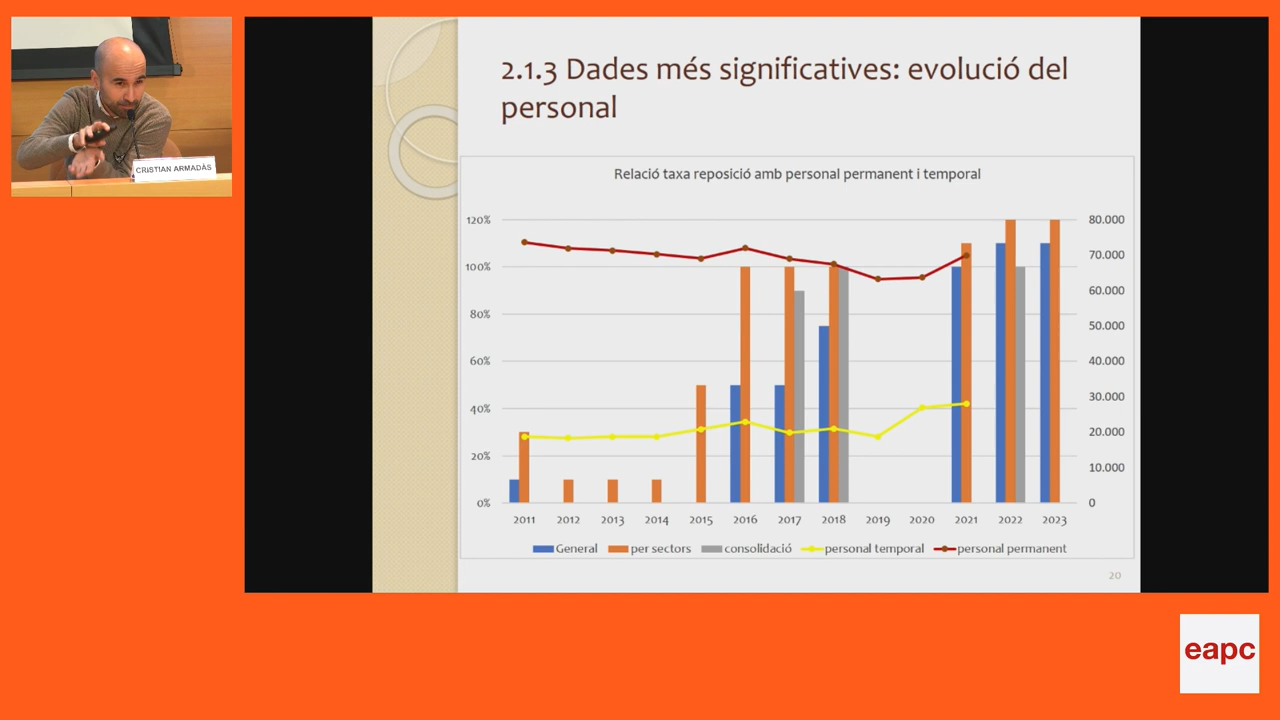 CRISTIAN ARMADÀS
2.1.3 Dades més significatives: evolució del
personal
Relació taxa reposició amb personal permanent i temporal
120%
100%
80%
60%
40%
20%
0%
80.000
70.000
60.000
50.000
40.000
30.000
20.000
10.000
0
2011 2012 2013 2014 2015 2016 2017 2018 2019 2020 2021 2022 2023
General per sectors consolidació personal temporal personal permanent
20
eapc